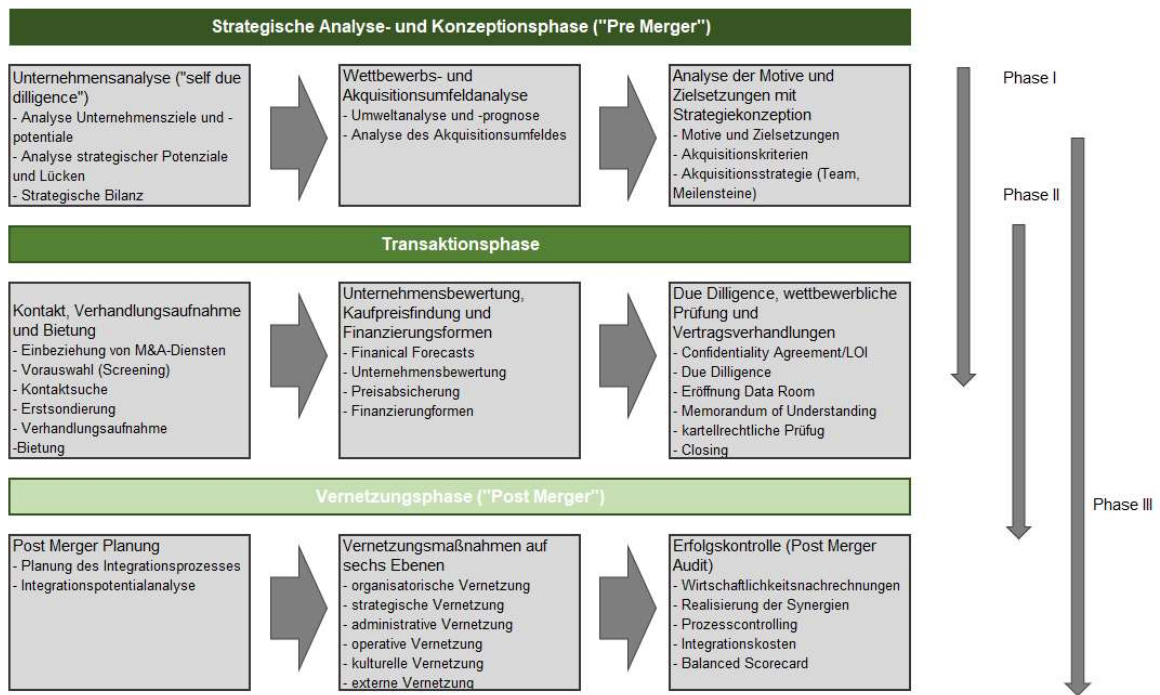 Strategische Analyse- und Konzeptionsphase ("Pre Merger")
Unternehmensanalyse ("self due
dilligence")
- Analyse Unternehmensziele und -
potentiale
- Analyse strategischer Potenziale
und Lücken
- Strategische Bilanz
Wettbewerbs- und
Akquisitionsumfeldanalyse
- Umweltanalyse und -prognose
- Analyse des Akquisitionsumfeldes
Analyse der Motive und
Zielsetzungen mit
Strategiekonzeption
- Motive und Zielsetzungen
- Akquisitionskriterien
- Akquisitionsstrategie (Team,
Meilensteine)
Phase I
Phase II
Transaktionsphase
Kontakt, Verhandlungsaufnahme
und Bietung
- Einbeziehung von M&A-Diensten
- Vorauswahl (Screening)
- Kontaktsuche
- Erstsondierung
- Verhandlungsaufnahme
-Bietung
Unternehmensbewertung,
Kaufpreisfindung und
Finanzierungsformen
- Finanical Forecasts
- Unternehmensbewertung
- Preisabsicherung
- Finanzierungformen
Due Dilligence, wettbewerbliche
Prüfung und
Vertragsverhandlungen
- Confidentiality Agreement/LOI
- Due Dilligence
- Eröffnung Data Room
- Memorandum of Understanding
- kartellrechtliche Prüfug
- Closing
Vernetzungsphase ("Post Merger")
Phase III
Post Merger Planung
- Planung des Integrationsprozesses
- Integrationspotentialanalyse
Vernetzungsmaßnahmen auf
sechs Ebenen
- organisatorische Vernetzung
- strategische Vernetzung
- administrative Vernetzung
- operative Vernetzung
- kulturelle Vernetzung
- externe Vernetzung
Erfolgskontrolle (Post Merger
Audit)
- Wirtschaftlichkeitsnachrechnungen
- Realisierung der Synergien
- Prozesscontrolling
- Integrationskosten
- Balanced Scorecard